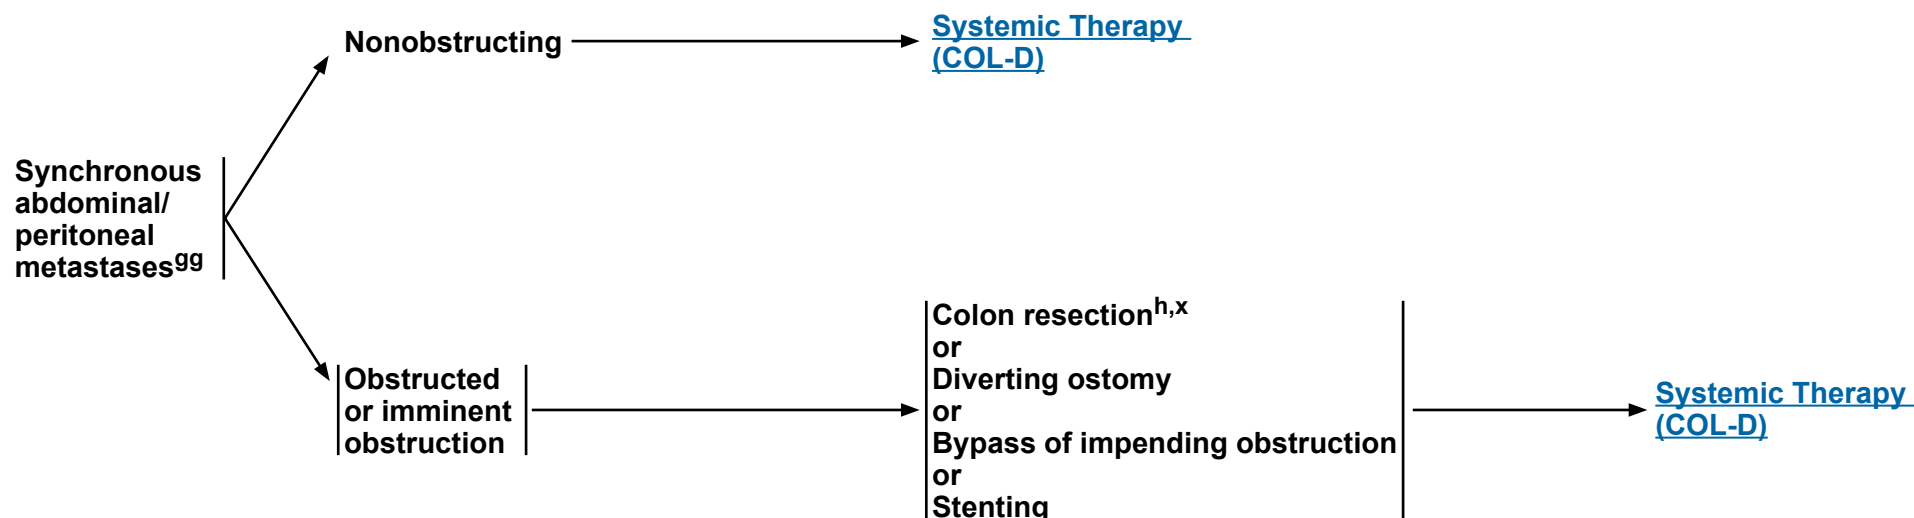 Nonobstructing
Systemic Therapy
(COL-D)
Synchronous
abdominal/
peritoneal
metastasesgg
Obstructed
or imminent
obstruction
Colon resectionh,x
or
Diverting ostomy
or
Bypass of impending obstruction
or
Stenting
Systemic Therapy
(COL-D)